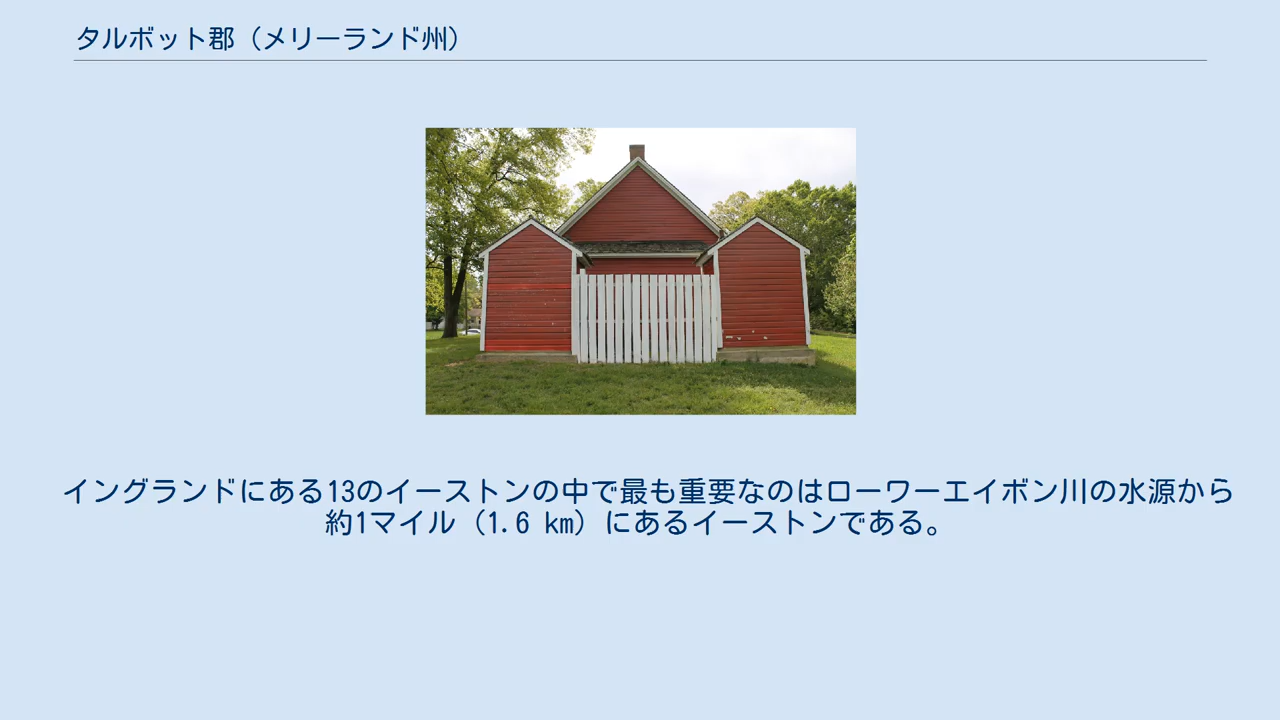 タルボット郡（メリーランド州）
イングランドにある13のイーストンの中で最も重要なのはローワーエイボン川の水源から
約1マイル（1.6 km）にあるイーストンである。